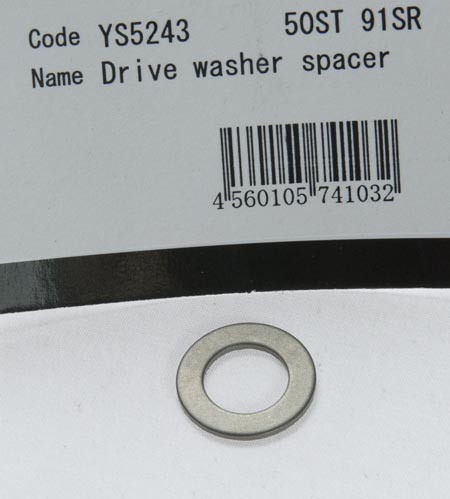 Code YS5243 50ST 91SR
Name Drive washer spacer
4 560105 741032